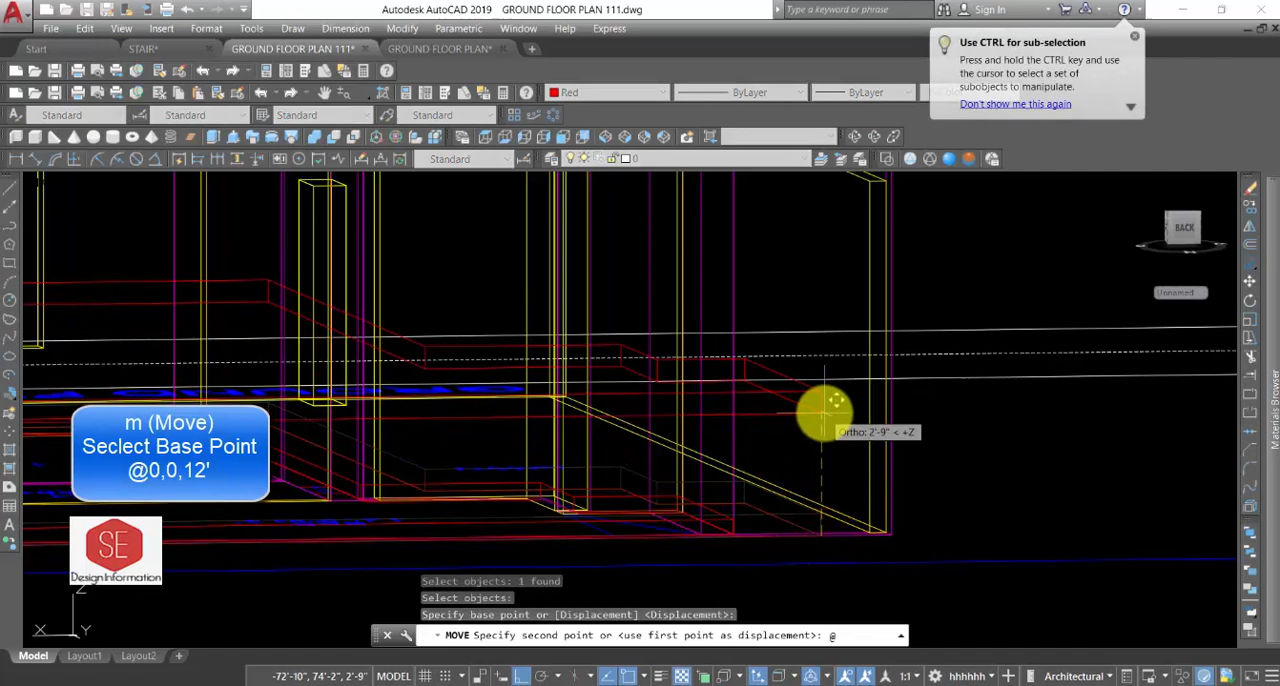 Autodesk AutoCAD 2019 GROUND FLOOR PLAN 111.dwg
Type a keyword or phrase
Sign In
File Edit View Insert Format Tools Draw Dimension Modify Parametric Window Help Express
Start STAIR* GROUND FLOOR PLAN 111* GROUND FLOOR PLAN*
Use CTRL for sub-selection
Press and hold the CTRL key and use
the cursor to select a set of
subobjects to manipulate.
Don't show me this again
Red ByLayer ByLayer
Standard Standard Standard Standard
Standard 0
BACK
Unnamed
Ortho: 2'-9" < +Z
m (Move)
Seclect Base Point
@0,0,12'
SE
Design Information
Z
X Y
Select objects: 1 found
Select objects:
Specify base point or [Displacement] <Displacement>:
MOVE Specify second point or <use first point as displacement>: @
Materials Browser
Model Layout1 Layout2
-72'-10", 74'-2", 2'-9" MODEL 1:1 hhhhhh Architectural